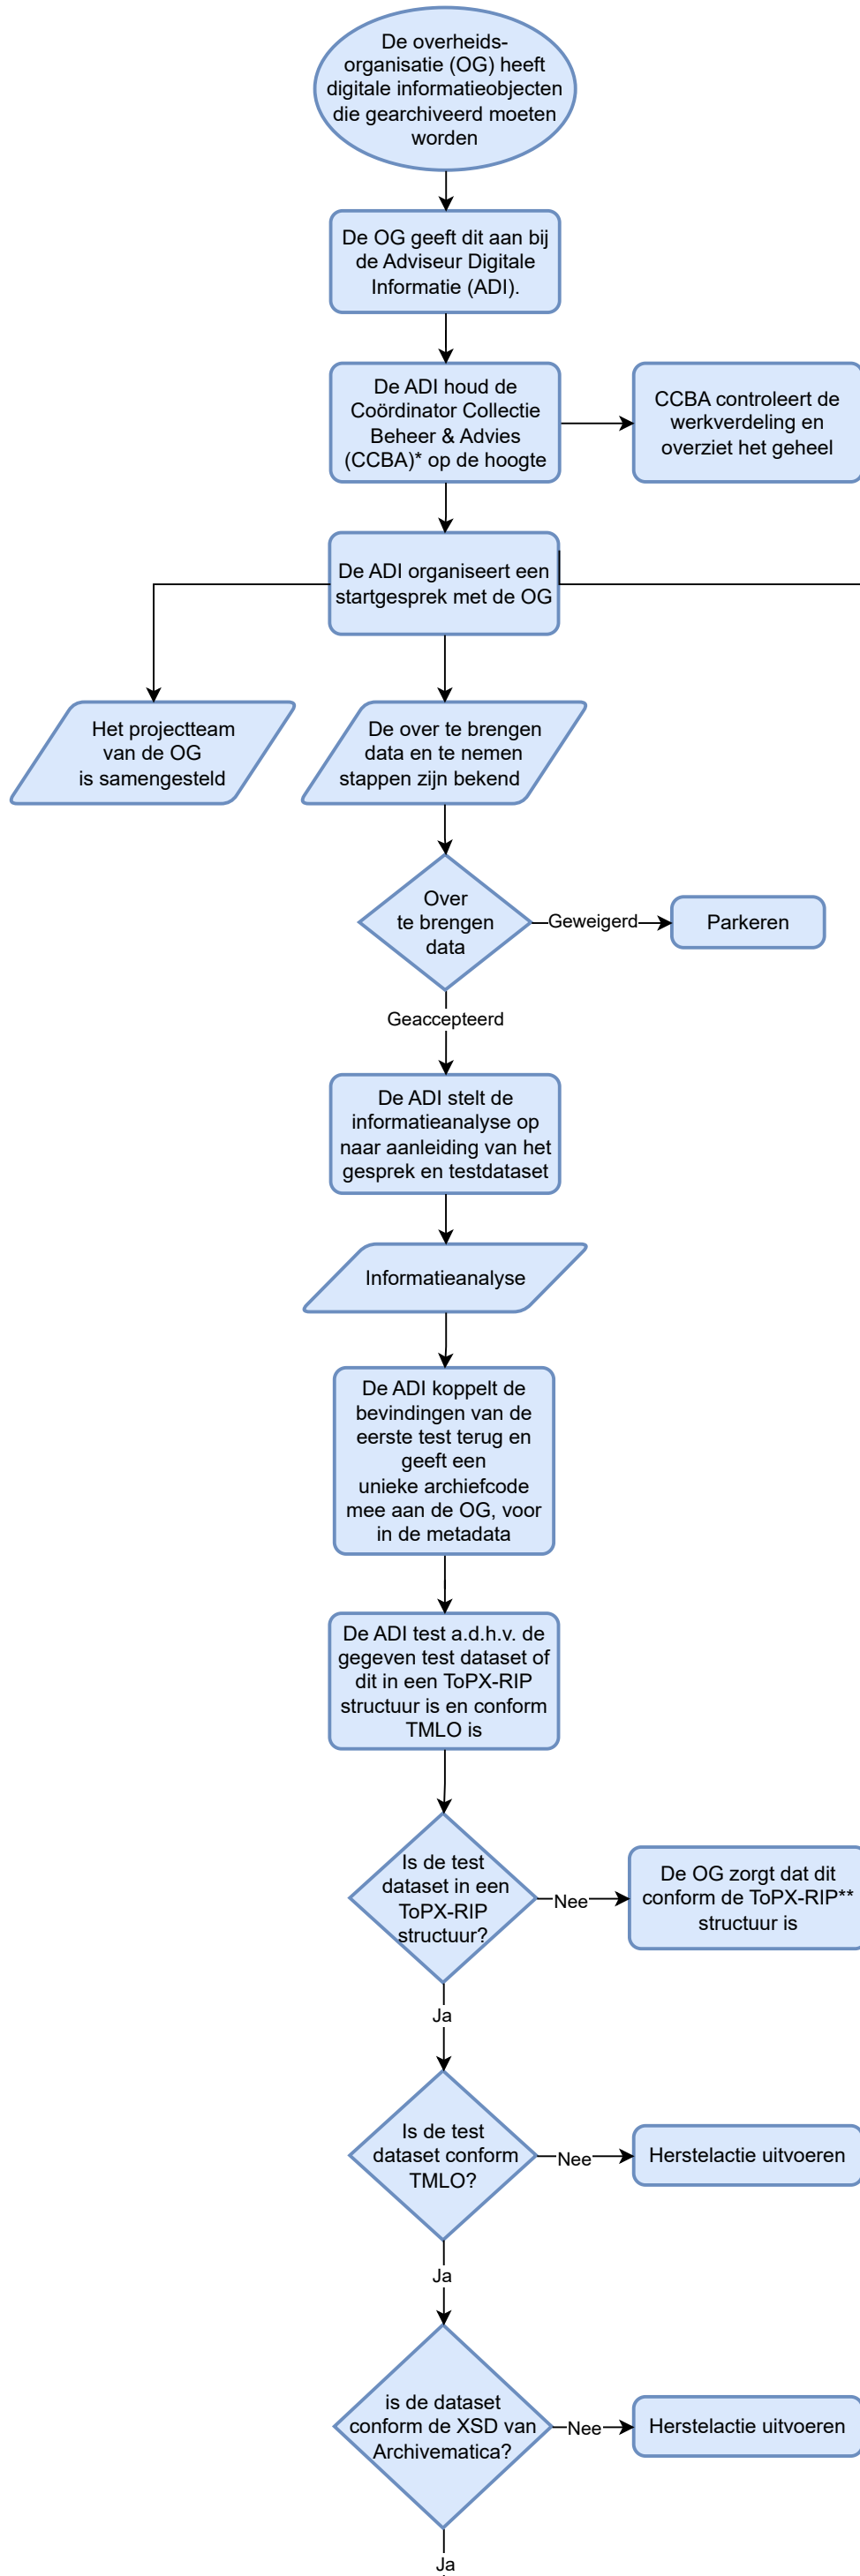 De overheids-
organisatie (OG) heeft
digitale informatieobjecten
die gearchiveerd moeten
worden
De OG geeft dit aan bij
de Adviseur Digitale
Informatie (ADI).
De ADI houd de
Coördinator Collectie
Beheer & Advies
(CCBA)* op de hoogte
CCBA controleert de
werkverdeling en
overziet het geheel
De ADI organiseert een
startgesprek met de OG
Het projectteam
van de OG
is samengesteld
De over te brengen
data en te nemen
stappen zijn bekend
Over
te brengen
data
Geweigerd
Parkeren
Geaccepteerd
De ADI stelt de
informatieanalyse op
naar aanleiding van het
gesprek en testdataset
Informatieanalyse
De ADI koppelt de
bevindingen van de
eerste test terug en
geeft een
unieke archiefcode
mee aan de OG, voor
in de metadata
De ADI test a.d.h.v. de
gegeven test dataset of
dit in een ToPX-RIP
structuur is en conform
TMLO is
Is de test
dataset in een
ToPX-RIP
structuur?
Nee
De OG zorgt dat dit
conform de ToPX-RIP**
structuur is
Ja
Is de test
dataset conform
TMLO?
Nee
Herstelactie uitvoeren
Ja
is de dataset
conform de XSD van
Archivematica?
Nee
Herstelactie uitvoeren
Ja